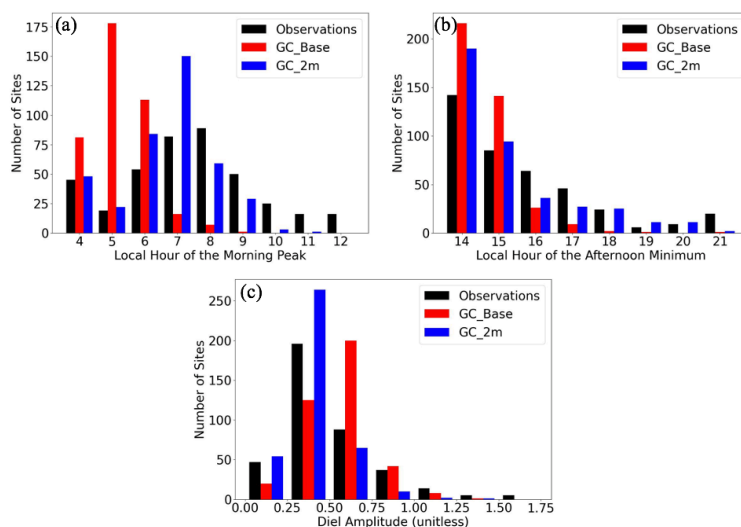 (a)
Observations
GC_Base
GC_2m
Number of Sites
175
150
125
100
75
50
25
0
4 5 6 7 8 9 10 11 12
Local Hour of the Morning Peak
(b)
Observations
GC_Base
GC_2m
Number of Sites
200
150
100
50
0
14 15 16 17 18 19 20 21
Local Hour of the Afternoon Minimum
(c)
Observations
GC_Base
GC_2m
Number of Sites
250
200
150
100
50
0
0.00 0.25 0.50 0.75 1.00 1.25 1.50 1.75
Diel Amplitude (unitless)